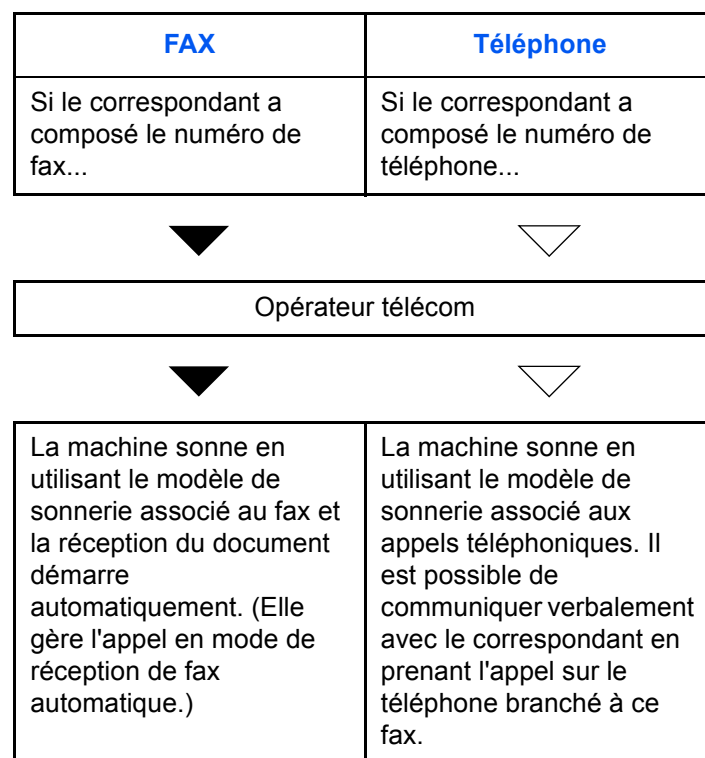 FAX
Téléphone
Si le correspondant a
composé le numéro de
fax...
Si le correspondant a
composé le numéro de
téléphone...
Opérateur télécom
La machine sonne en
utilisant le modèle de
sonnerie associé au fax et
la réception du document
démarre
automatiquement. (Elle
gère l'appel en mode de
réception de fax
automatique.)
La machine sonne en
utilisant le modèle de
sonnerie associé aux
appels téléphoniques. Il
est possible de
communiquer verbalement
avec le correspondant en
prenant l'appel sur le
téléphone branché à ce
fax.